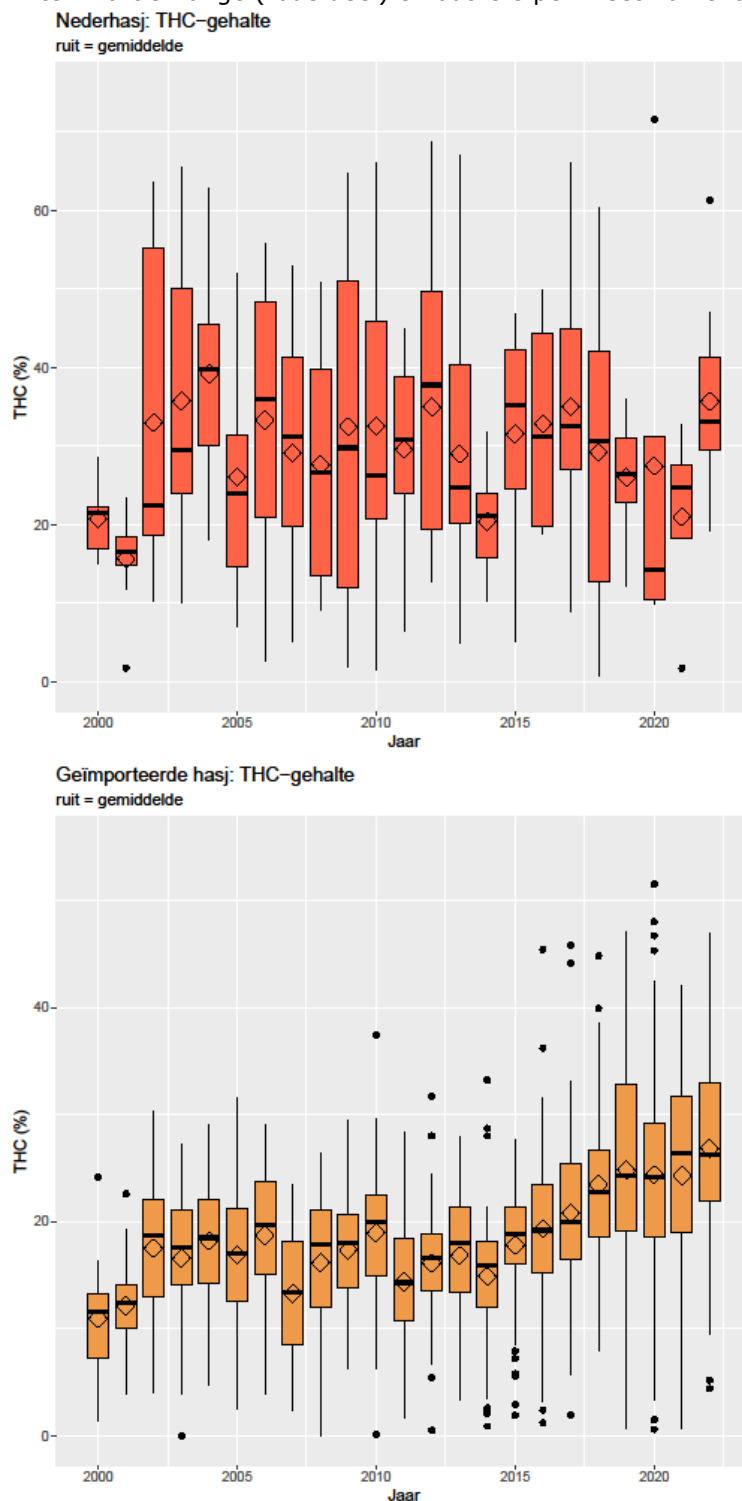 Nederhasj: THC-gehalte
ruit = gemiddelde
THC (%)
60
40
20
0
2000 2005 2010 2015 2020
Jaar
Geïmporteerde hasj: THC-gehalte
ruit = gemiddelde
THC (%)
40
20
0
2000 2005 2010 2015 2020
Jaar